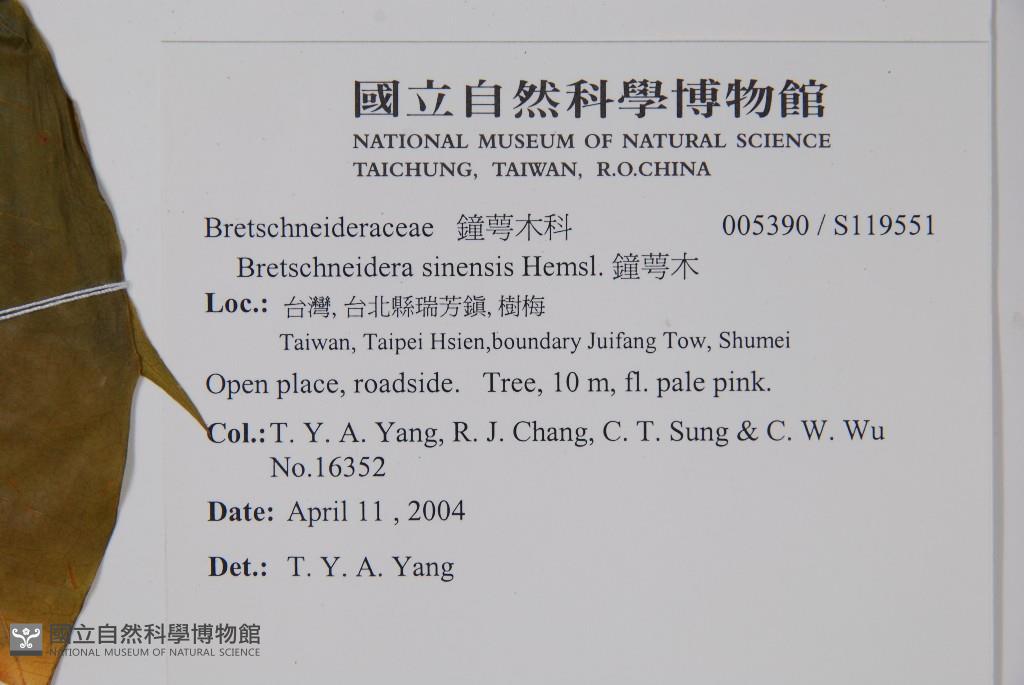 國立自然科學博物館
NATIONAL MUSEUM OF NATURAL SCIENCE
TAICHUNG, TAIWAN, R.O.CHINA
Bretschneideraceae 鐘萼木科 005390 / S119551
Bretschneidera sinensis Hemsl. 鐘萼木
Loc.: 台灣, 台北縣瑞芳鎭, 樹梅
Taiwan, Taipei Hsien,boundary Juifang Tow, Shumei
Open place, roadside. Tree, 10 m, fl. pale pink.
Col.: T. Y. A. Yang, R. J. Chang, C. T. Sung & C. W. Wu
No.16352
Date: April 11 , 2004
Det.: T. Y. A. Yang
國立自然科學博物館
NATIONAL MUSEUM OF NATURAL SCIENCE